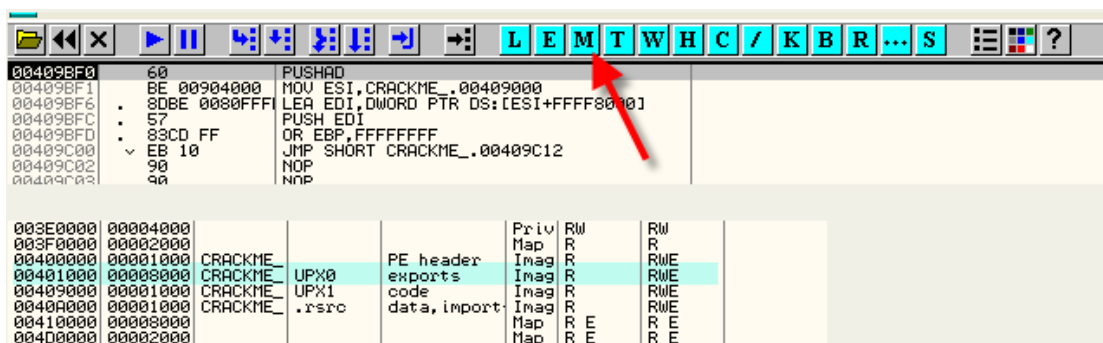 L E M T W H C / K B R ... S ?
00409BF0 60 PUSHAD
00409BF1 BE 00904000 MOV ESI,CRACKME_.00409000
00409BF6 . 8DBE 0080FFFF LEA EDI,DWORD PTR DS:[ESI+FFFF8000]
00409BFC . 57 PUSH EDI
00409BFD . 83CD FF OR EBP,FFFFFFFF
00409C00 EB 10 JMP SHORT CRACKME_.00409C12
00409C02 90 NOP
00409C03 90 NOP
003E0000 00004000 Priv RW RW
003F0000 00002000 Map R R
00400000 00001000 CRACKME_ PE header Imag R RWE
00401000 00008000 CRACKME_ UPX0 exports Imag R RWE
00409000 00001000 CRACKME_ UPX1 code Imag R RWE
0040A000 00001000 CRACKME_ .rsrc data,import Imag R RWE
00410000 00008000 Map R E R E
004D0000 00002000 Map R E R E